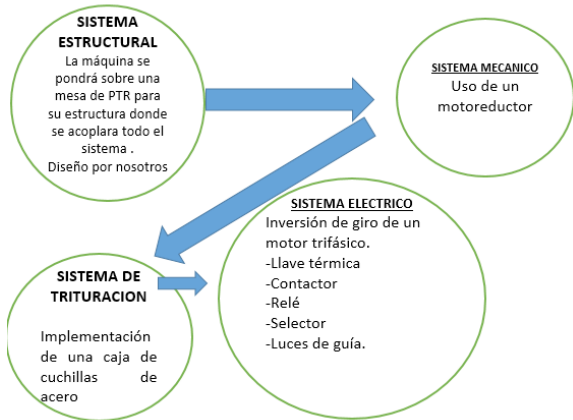 SISTEMA
ESTRUCTURAL
La máquina se
pondrá sobre una
mesa de PTR para
su estructura donde
se acoplara todo el
sistema .
Diseño por nosotros
SISTEMA MECANICO
Uso de un
motoreductor
SISTEMA DE
TRITURACION
Implementación
de una caja de
cuchillas de
acero
SISTEMA ELECTRICO
Inversión de giro de un
motor trifásico.
-Llave térmica
-Contactor
-Relé
-Selector
-Luces de guía.